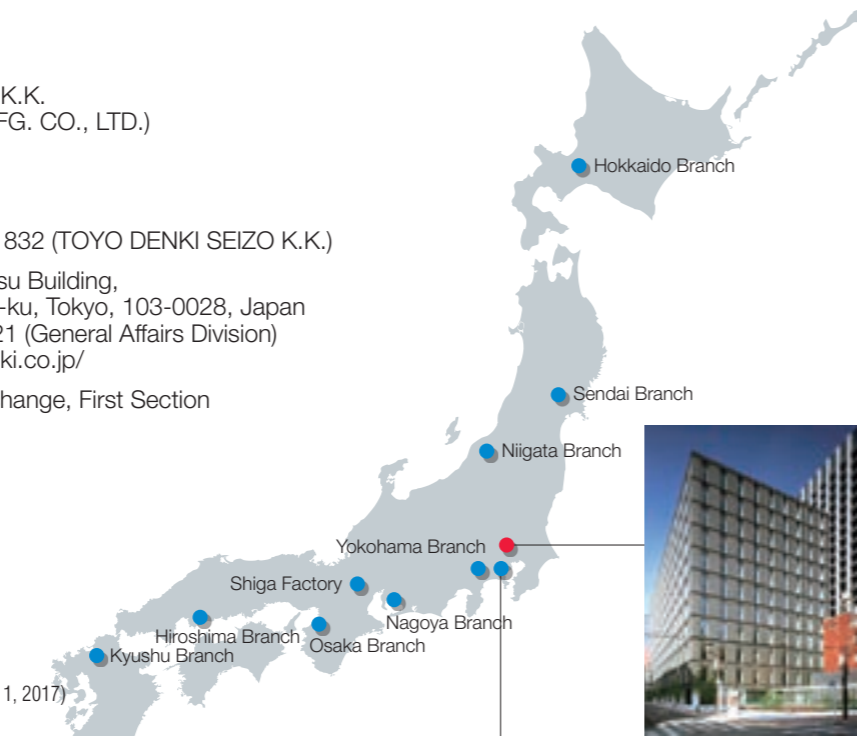 K.K.
FG. CO., LTD.)
832 (TOYO DENKI SEIZO K.K.)
su Building,
-ku, Tokyo, 103-0028, Japan
21 (General Affairs Division)
ki.co.jp/
hange, First Section
Hokkaido Branch
Sendai Branch
Niigata Branch
Yokohama Branch
Shiga Factory
Nagoya Branch
Hiroshima Branch
Osaka Branch
Kyushu Branch
1, 2017)